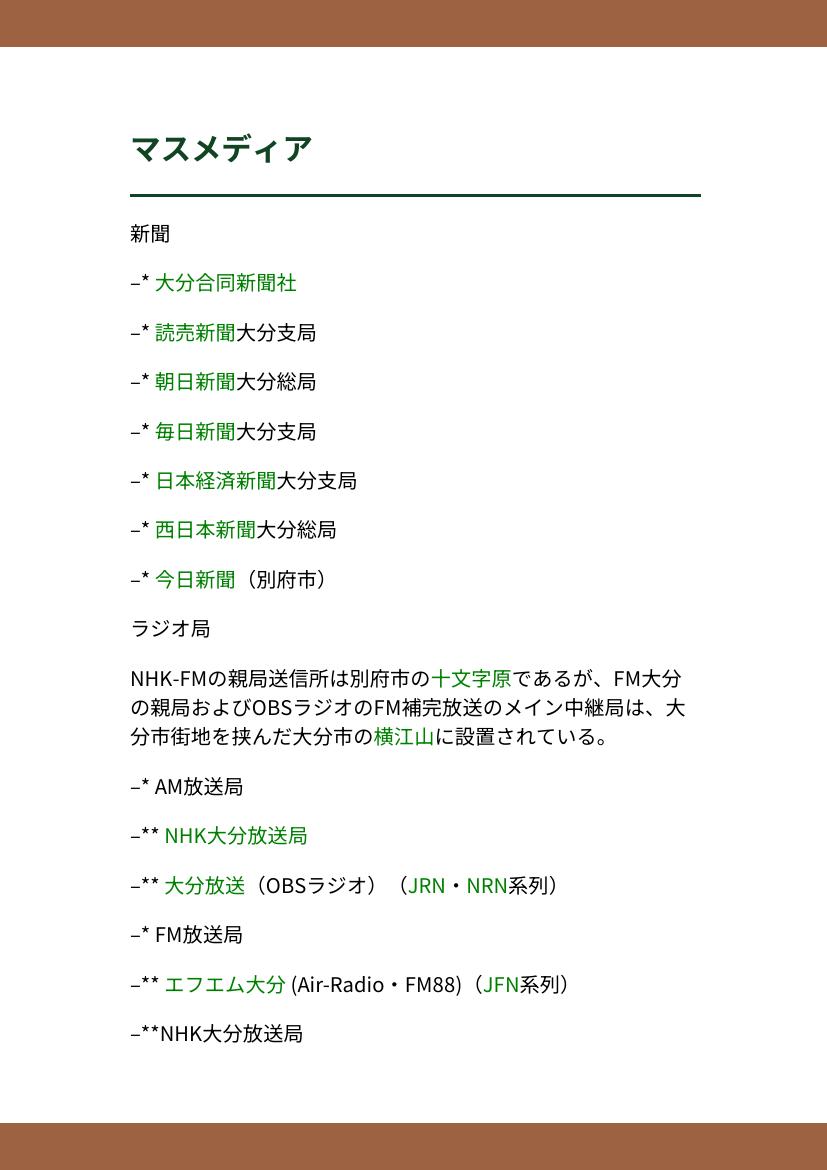 マスメディア
新聞
–* 大分合同新聞社
–* 読売新聞大分支局
–* 朝日新聞大分総局
–* 毎日新聞大分支局
–* 日本経済新聞大分支局
–* 西日本新聞大分総局
–* 今日新聞（別府市）
ラジオ局
NHK-FMの親局送信所は別府市の十文字原であるが、FM大分
の親局およびOBSラジオのFM補完放送のメイン中継局は、大
分市街地を挟んだ大分市の横江山に設置されている。
–* AM放送局
–** NHK大分放送局
–** 大分放送（OBSラジオ）（JRN・NRN系列）
–* FM放送局
–** エフエム大分 (Air-Radio・FM88)（JFN系列）
–**NHK大分放送局